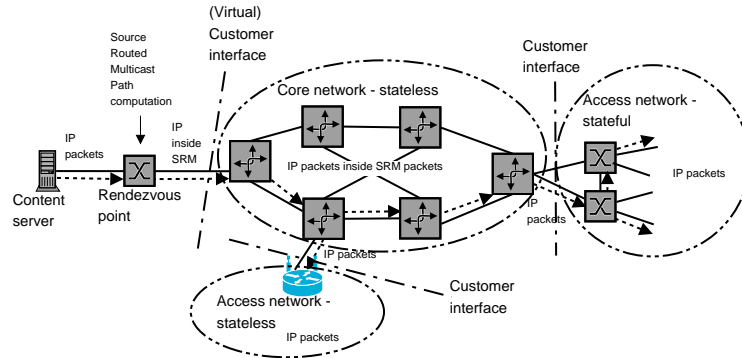 Source
Routed
Multicast
Path
computation
(Virtual)
Customer
interface
Customer
interface
Core network - stateless
Access network -
stateful
IP
packets
IP
inside
SRM
IP packets inside SRM packets
IP packets
Content
server
Rendezvous
point
IP
packets
IP packets
Customer
interface
Access network -
stateless
IP packets